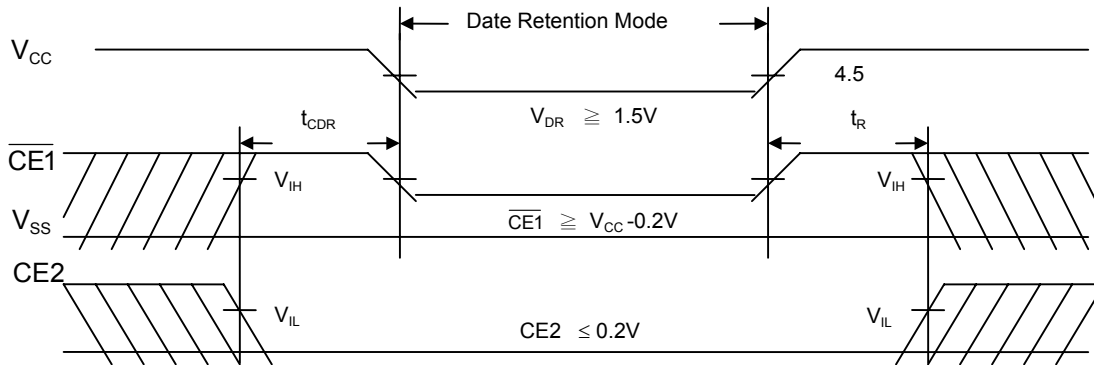 Date Retention Mode
VCC
4.5
VDR ≧ 1.5V
tCDR
tR
CE1
VIH
VIH
VSS
CE1 ≧ VCC -0.2V
CE2
VIL
VIL
CE2 ≤ 0.2V